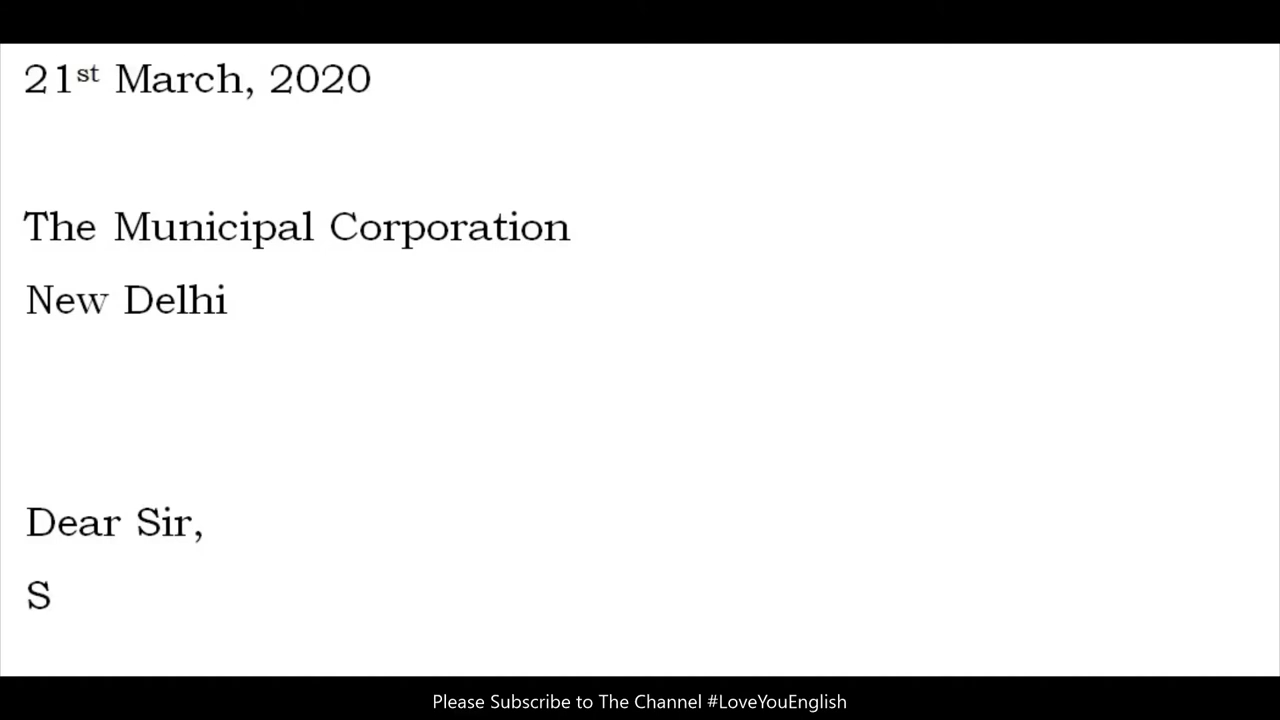 21st March, 2020
The Municipal Corporation
New Delhi
Dear Sir,
S
Please Subscribe to The Channel #LoveYouEnglish